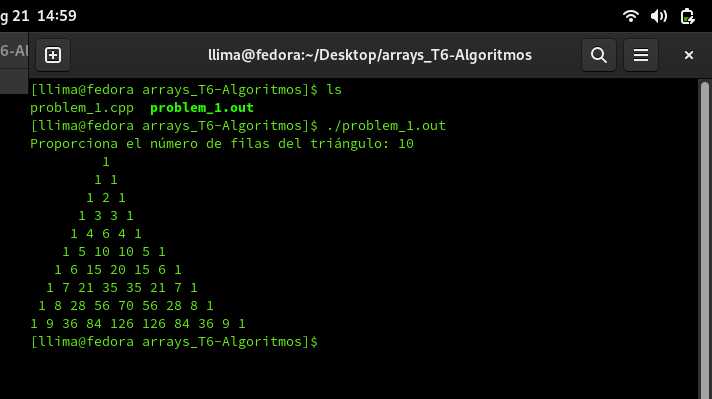 g 21 14:59
6-Al
llima@fedora:~/Desktop/arrays_T6-Algoritmos
[llima@fedora arrays_T6-Algoritmos]$ ls
problem_1.cpp  problem_1.out
[llima@fedora arrays_T6-Algoritmos]$ ./problem_1.out
Proporciona el número de filas del triángulo: 10
         1
        1 1
       1 2 1
      1 3 3 1
     1 4 6 4 1
    1 5 10 10 5 1
   1 6 15 20 15 6 1
  1 7 21 35 35 21 7 1
 1 8 28 56 70 56 28 8 1
1 9 36 84 126 126 84 36 9 1
[llima@fedora arrays_T6-Algoritmos]$